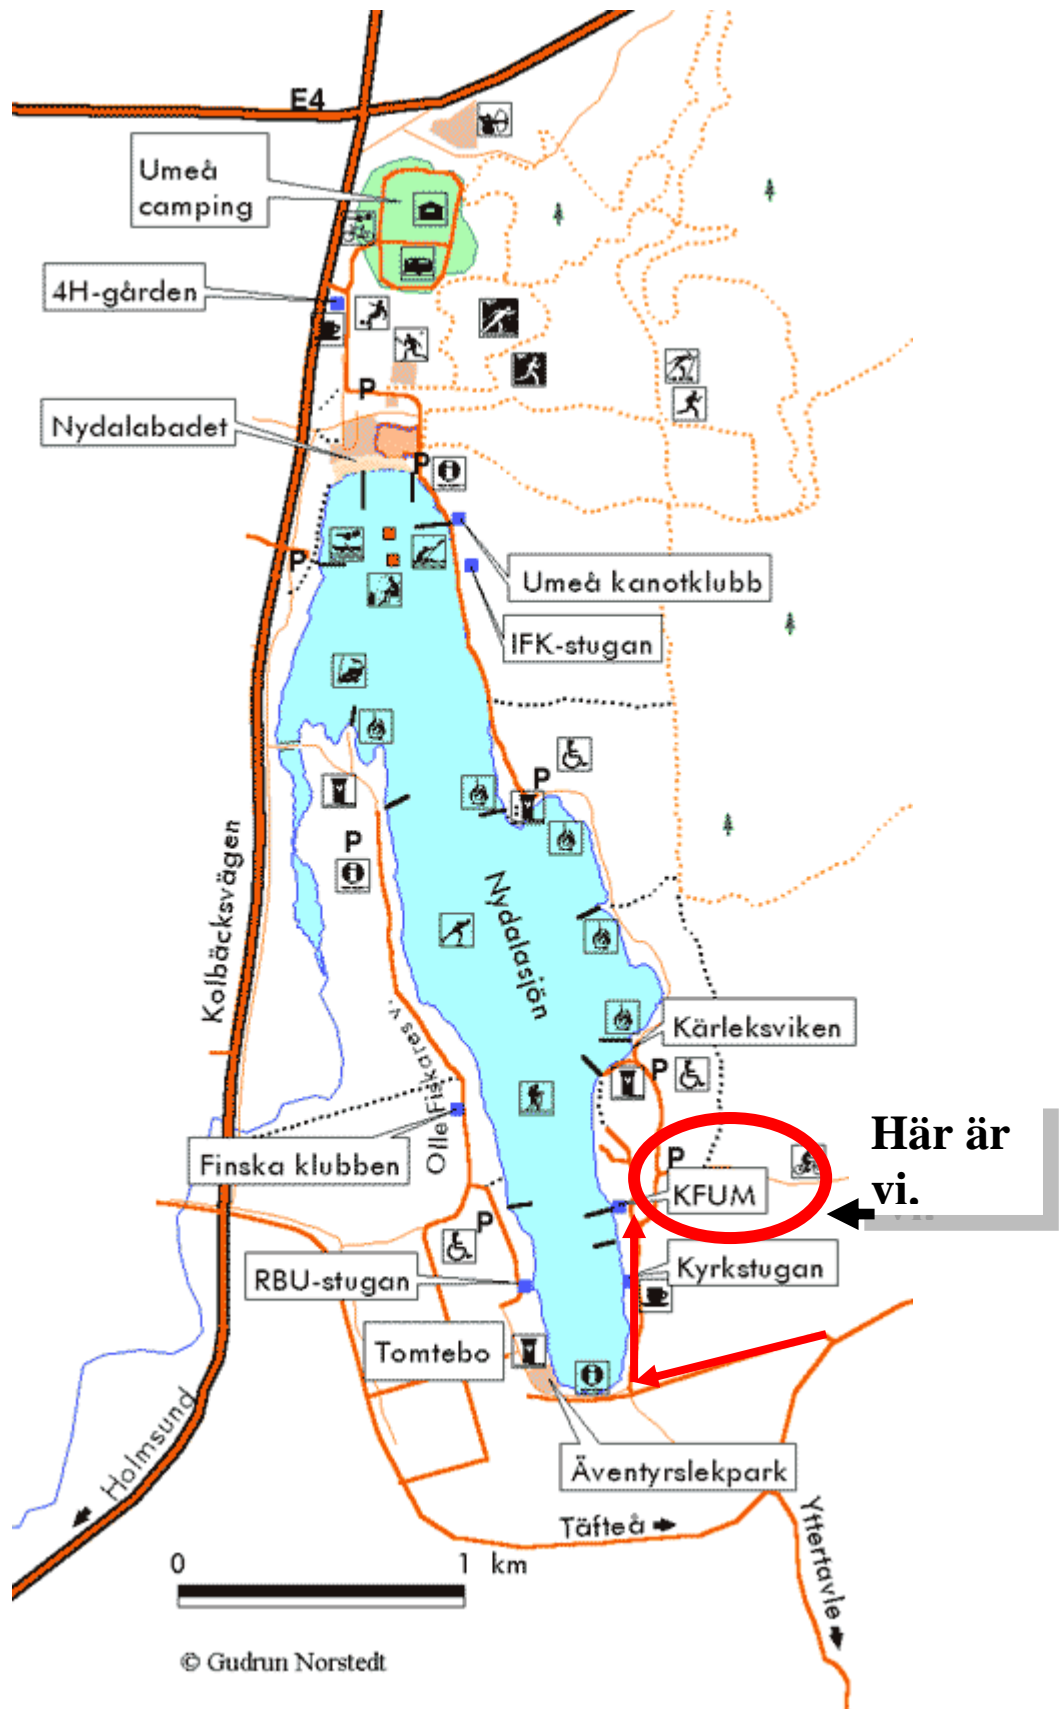 E4
Umeå
camping
4H-gården
P
Nydalabadet
P
P
Umeå kanotklubb
IFK-stugan
P
P
Kolbäcksvägen
Nydalasjön
Olle Fiskares v.
Kärleksviken
P
Här är
vi.
Finska klubben
P
KFUM
P
RBU-stugan
Kyrkstugan
Tomtebo
Holmsund
Äventyrslekpark
Täfteå
Yttertavle
0 1 km
© Gudrun Norstedt